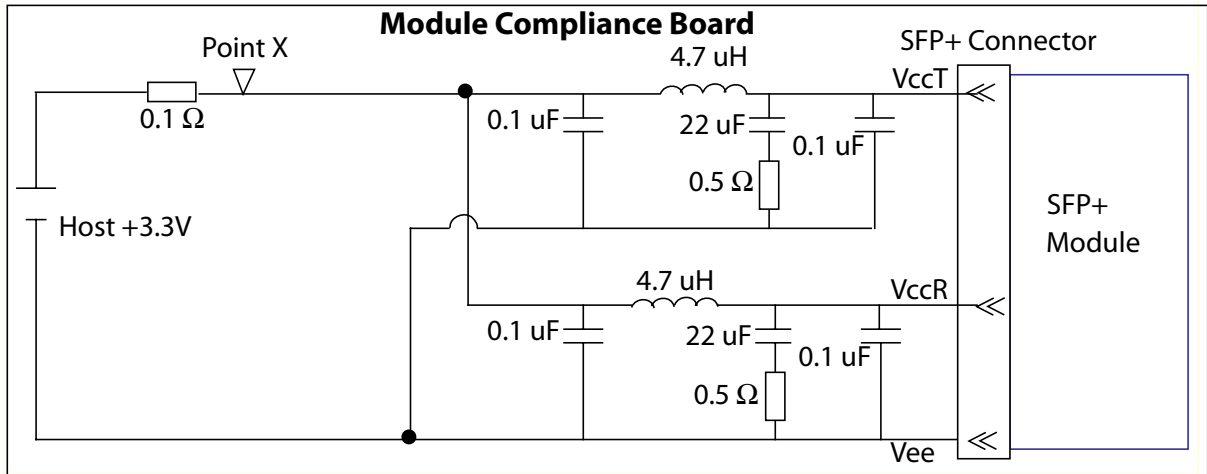 Module Compliance Board
Point X
SFP+ Connector
4.7 uH
VccT
0.1 Ω
0.1 uF
22 uF
0.1 uF
0.5 Ω
Host +3.3V
SFP+
Module
4.7 uH
VccR
0.1 uF
22 uF
0.1 uF
0.5 Ω
Vee